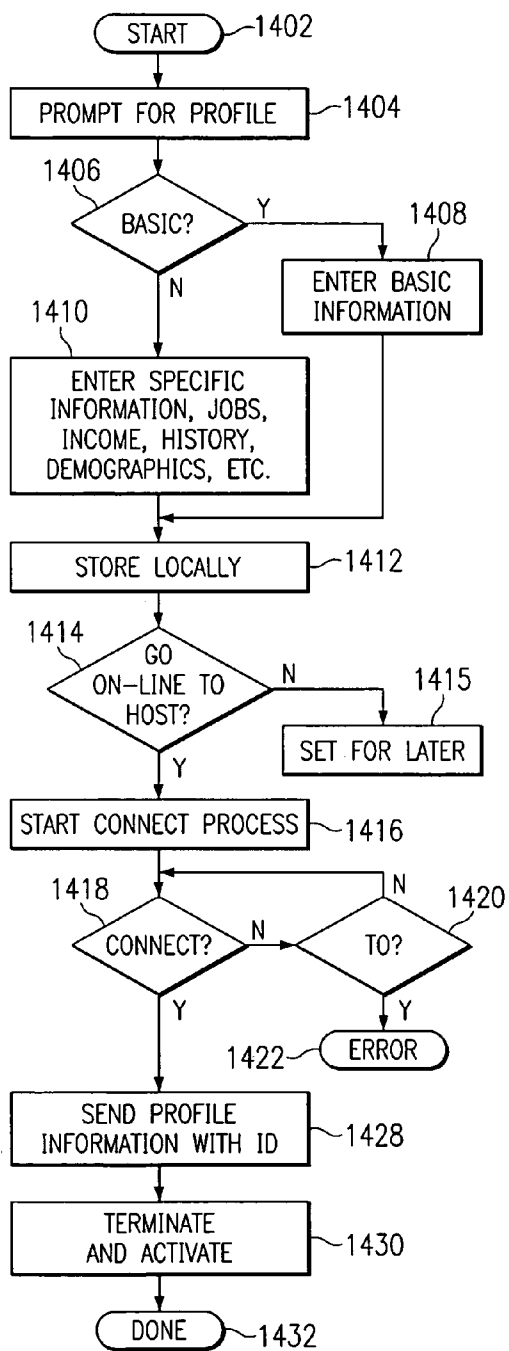 START
1402
PROMPT FOR PROFILE
1404
1406
BASIC?
Y
N
1408
ENTER BASIC
INFORMATION
1410
ENTER SPECIFIC
INFORMATION, JOBS,
INCOME, HISTORY,
DEMOGRAPHICS, ETC.
STORE LOCALLY
1412
1414
GO
ON-LINE TO
HOST?
N
Y
1415
SET FOR LATER
START CONNECT PROCESS
1416
1418
CONNECT?
N
Y
N
1420
TO?
Y
1422
ERROR
SEND PROFILE
INFORMATION WITH ID
1428
TERMINATE
AND ACTIVATE
1430
DONE
1432